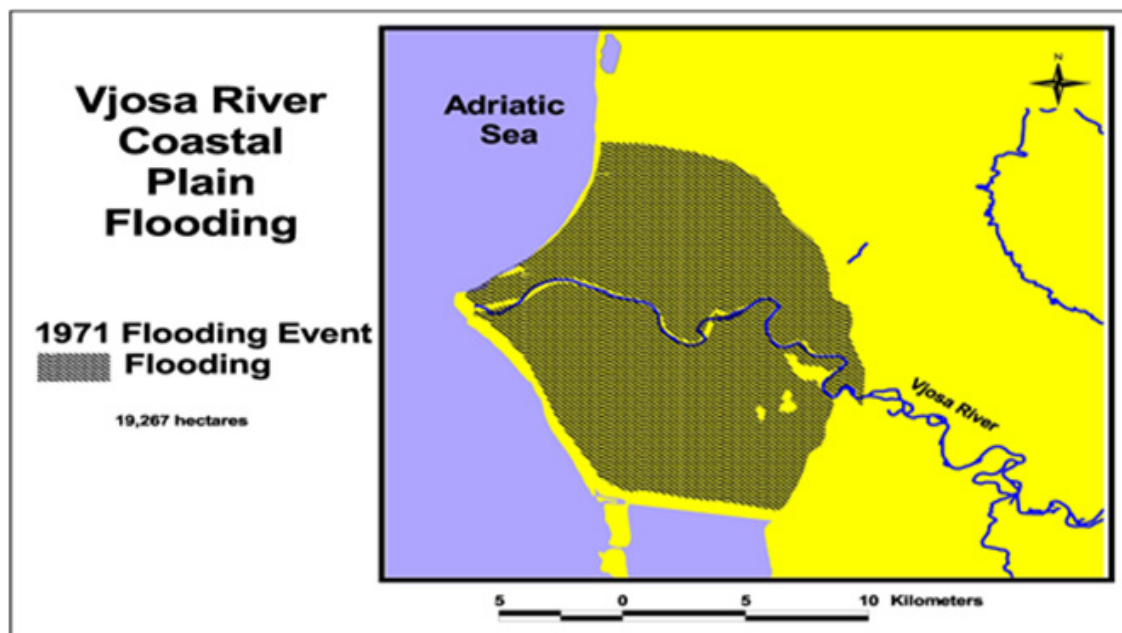 Vjosa River
Coastal
Plain
Flooding
1971 Flooding Event
Flooding
19,267 hectares
Adriatic
Sea
N
Vjosa River
5 0 5 10 Kilometers